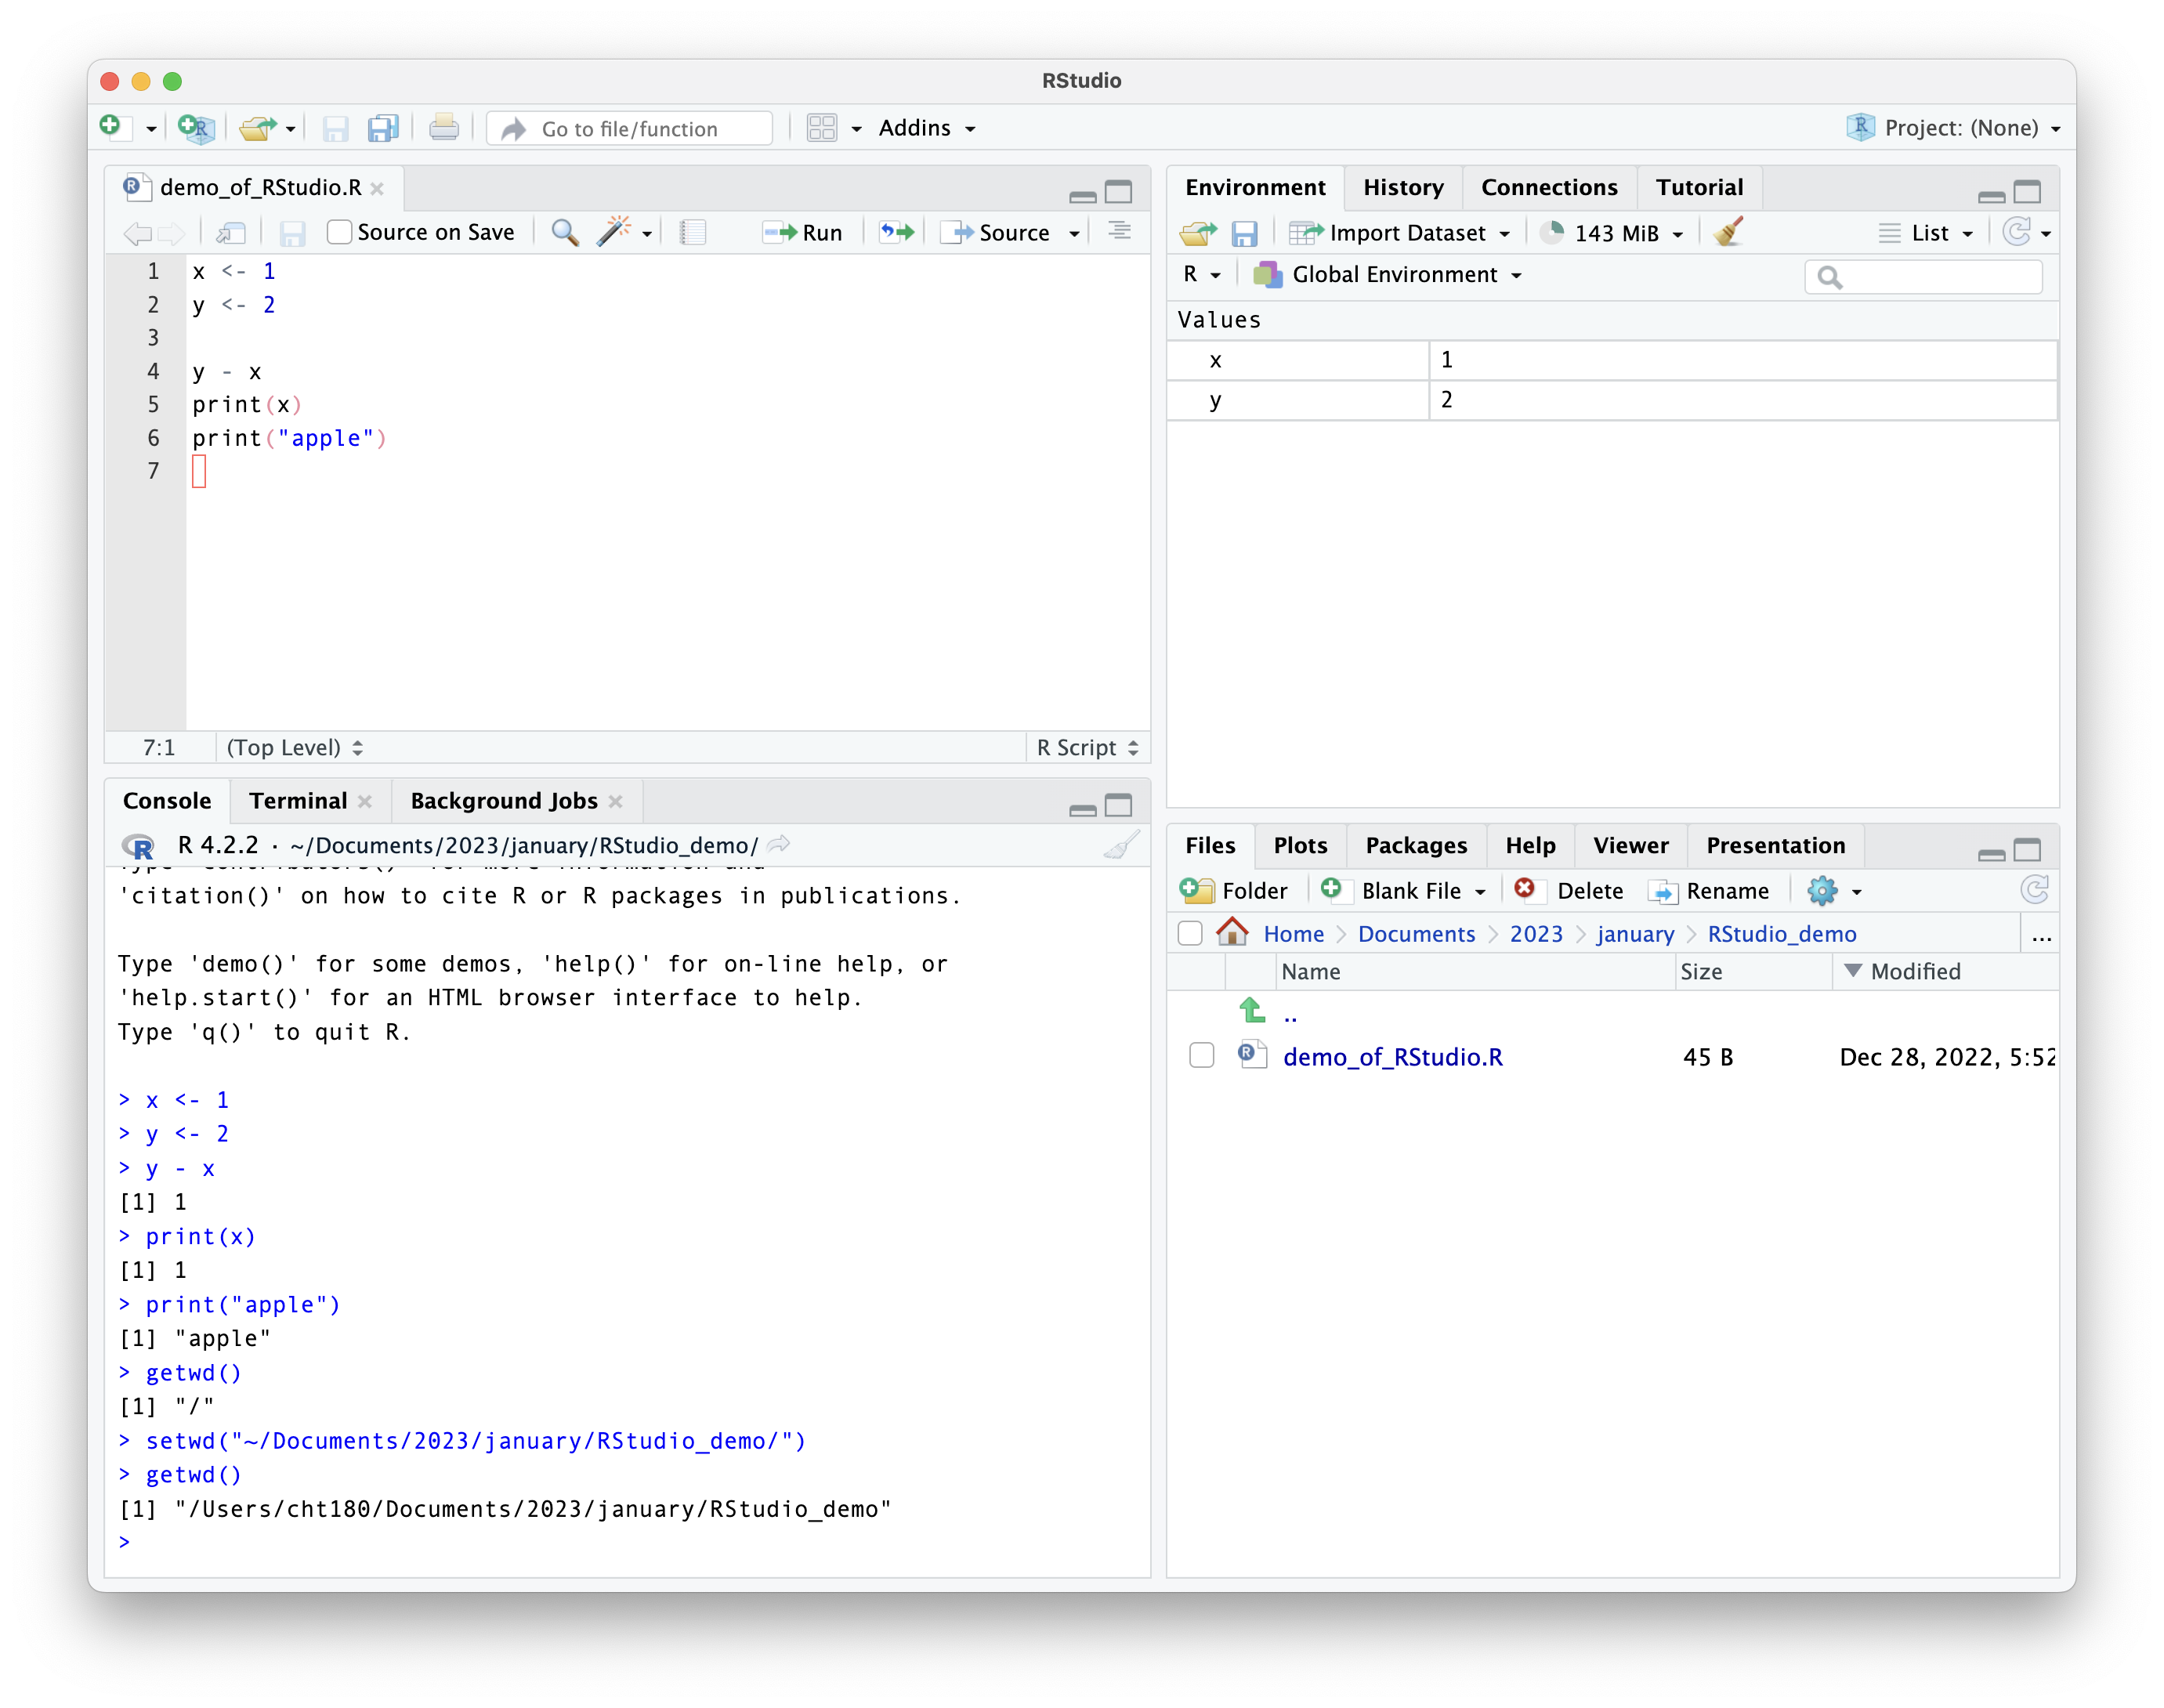 RStudio
Go to file/function
Addins
Project: (None)
demo_of_RStudio.R
Source on Save
Run
Source
1 x <- 1
2 y <- 2
3
4 y - x
5 print(x)
6 print("apple")
7
7:1 (Top Level) R Script
Console Terminal Background Jobs
R 4.2.2 · ~/Documents/2023/january/RStudio_demo/
'citation()' on how to cite R or R packages in publications.
Type 'demo()' for some demos, 'help()' for on-line help, or
'help.start()' for an HTML browser interface to help.
Type 'q()' to quit R.
> x <- 1
> y <- 2
> y - x
[1] 1
> print(x)
[1] 1
> print("apple")
[1] "apple"
> getwd()
[1] "/"
> setwd("~/Documents/2023/january/RStudio_demo/")
> getwd()
[1] "/Users/cht180/Documents/2023/january/RStudio_demo"
>
Environment History Connections Tutorial
Import Dataset 143 MiB List
R Global Environment
Values
x 1
y 2
Files Plots Packages Help Viewer Presentation
Folder Blank File Delete Rename
Home Documents 2023 january RStudio_demo ...
Name Size Modified
..
demo_of_RStudio.R 45 B Dec 28, 2022, 5:52